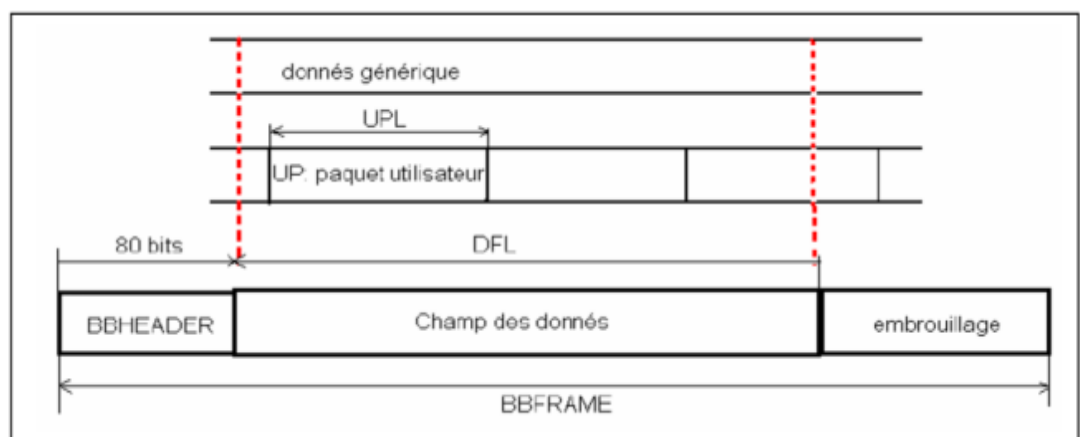 donnés générique
UPL
UP: paquet utilisateur
80 bits
DFL
BBHEADER
Champ des donnés
embrouillage
BBFRAME